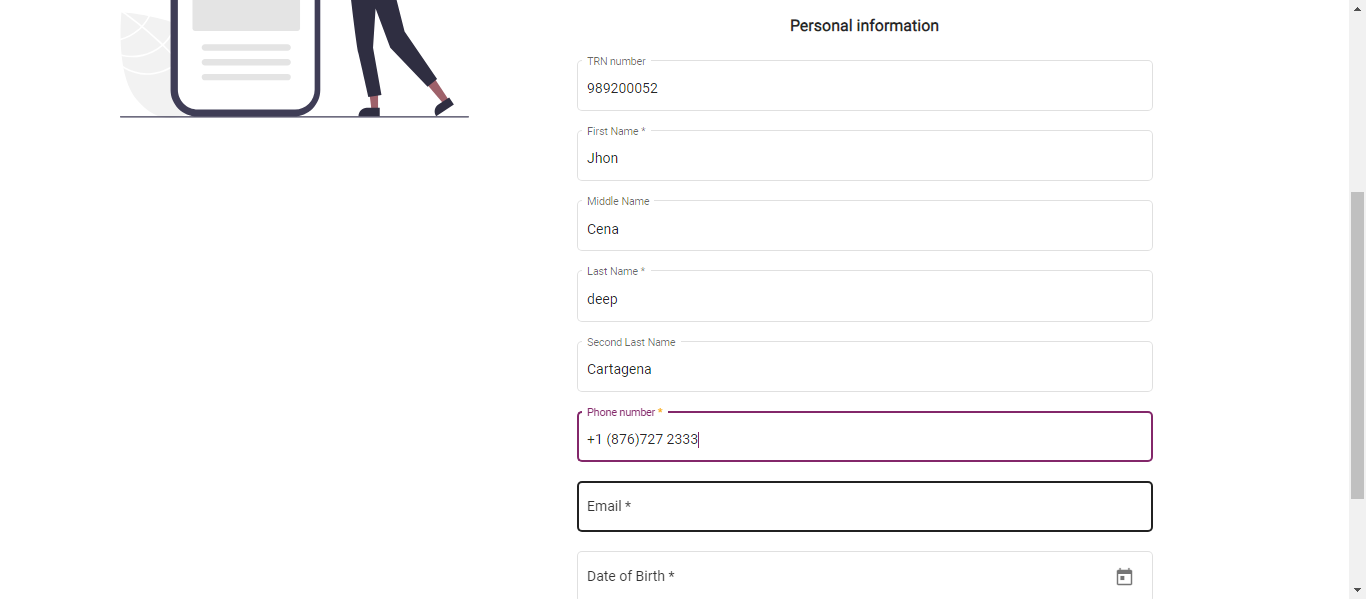 Personal information
TRN number
989200052
First Name *
Jhon
Middle Name
Cena
Last Name *
deep
Second Last Name
Cartagena
Phone number *
+1 (876)727 2333
Email *
Date of Birth *